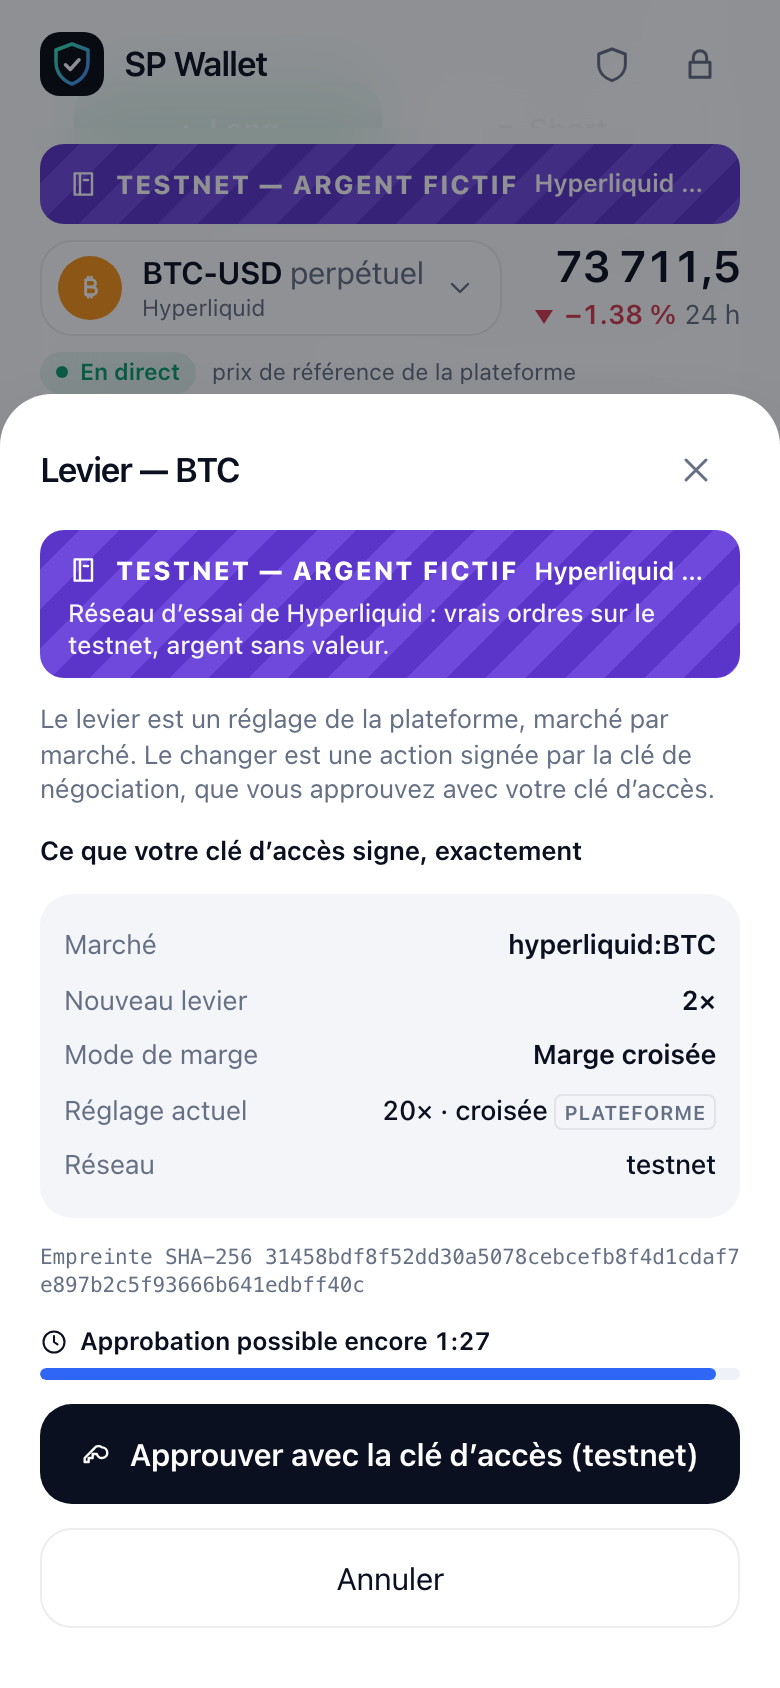 SP Wallet
TESTNET — ARGENT FICTIF Hyperliquid ...
BTC-USD perpétuel
Hyperliquid
73 711,5
−1.38 % 24 h
En direct
prix de référence de la plateforme
Levier — BTC
TESTNET — ARGENT FICTIF Hyperliquid ...
Réseau d’essai de Hyperliquid : vrais ordres sur le
testnet, argent sans valeur.
Le levier est un réglage de la plateforme, marché par
marché. Le changer est une action signée par la clé de
négociation, que vous approuvez avec votre clé d’accès.
Ce que votre clé d’accès signe, exactement
Marché hyperliquid:BTC
Nouveau levier 2×
Mode de marge Marge croisée
Réglage actuel 20× · croisée PLATEFORME
Réseau testnet
Empreinte SHA-256 31458bdf8f52dd30a5078cebcefb8f4d1cdaf7
e897b2c5f93666b641edbff40c
Approbation possible encore 1:27
Approuver avec la clé d’accès (testnet)
Annuler